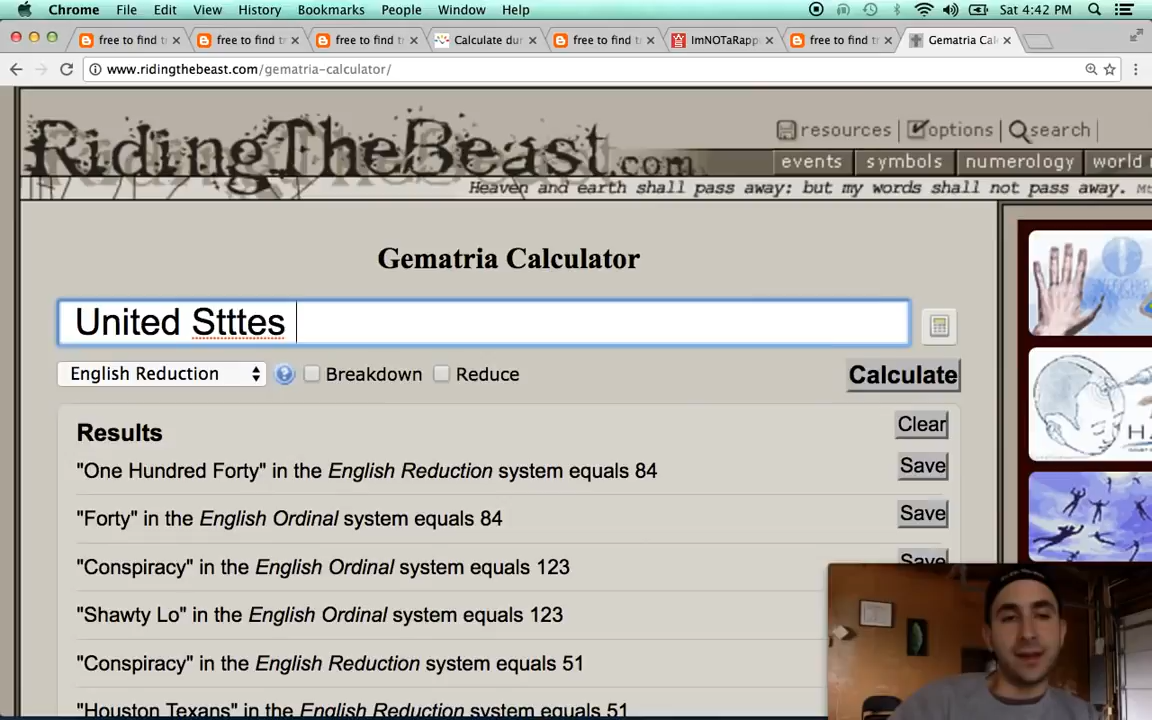 Chrome File Edit View History Bookmarks People Window Help Sat 4:42 PM
free to find t free to find t free to find t Calculate du free to find t ImNOTaRapp free to find t Gematria Cal
www.ridingthebeast.com/gematria-calculator/
RidingTheBeast.com
resources | options | search |
events symbols numerology world
Heaven and earth shall pass away: but my words shall not pass away.
Gematria Calculator
United Stttes
English Reduction ? Breakdown Reduce Calculate
Results Clear
"One Hundred Forty" in the English Reduction system equals 84 Save
"Forty" in the English Ordinal system equals 84 Save
"Conspiracy" in the English Ordinal system equals 123 Save
"Shawty Lo" in the English Ordinal system equals 123
"Conspiracy" in the English Reduction system equals 51
"Houston Texans" in the English Reduction system equals 51